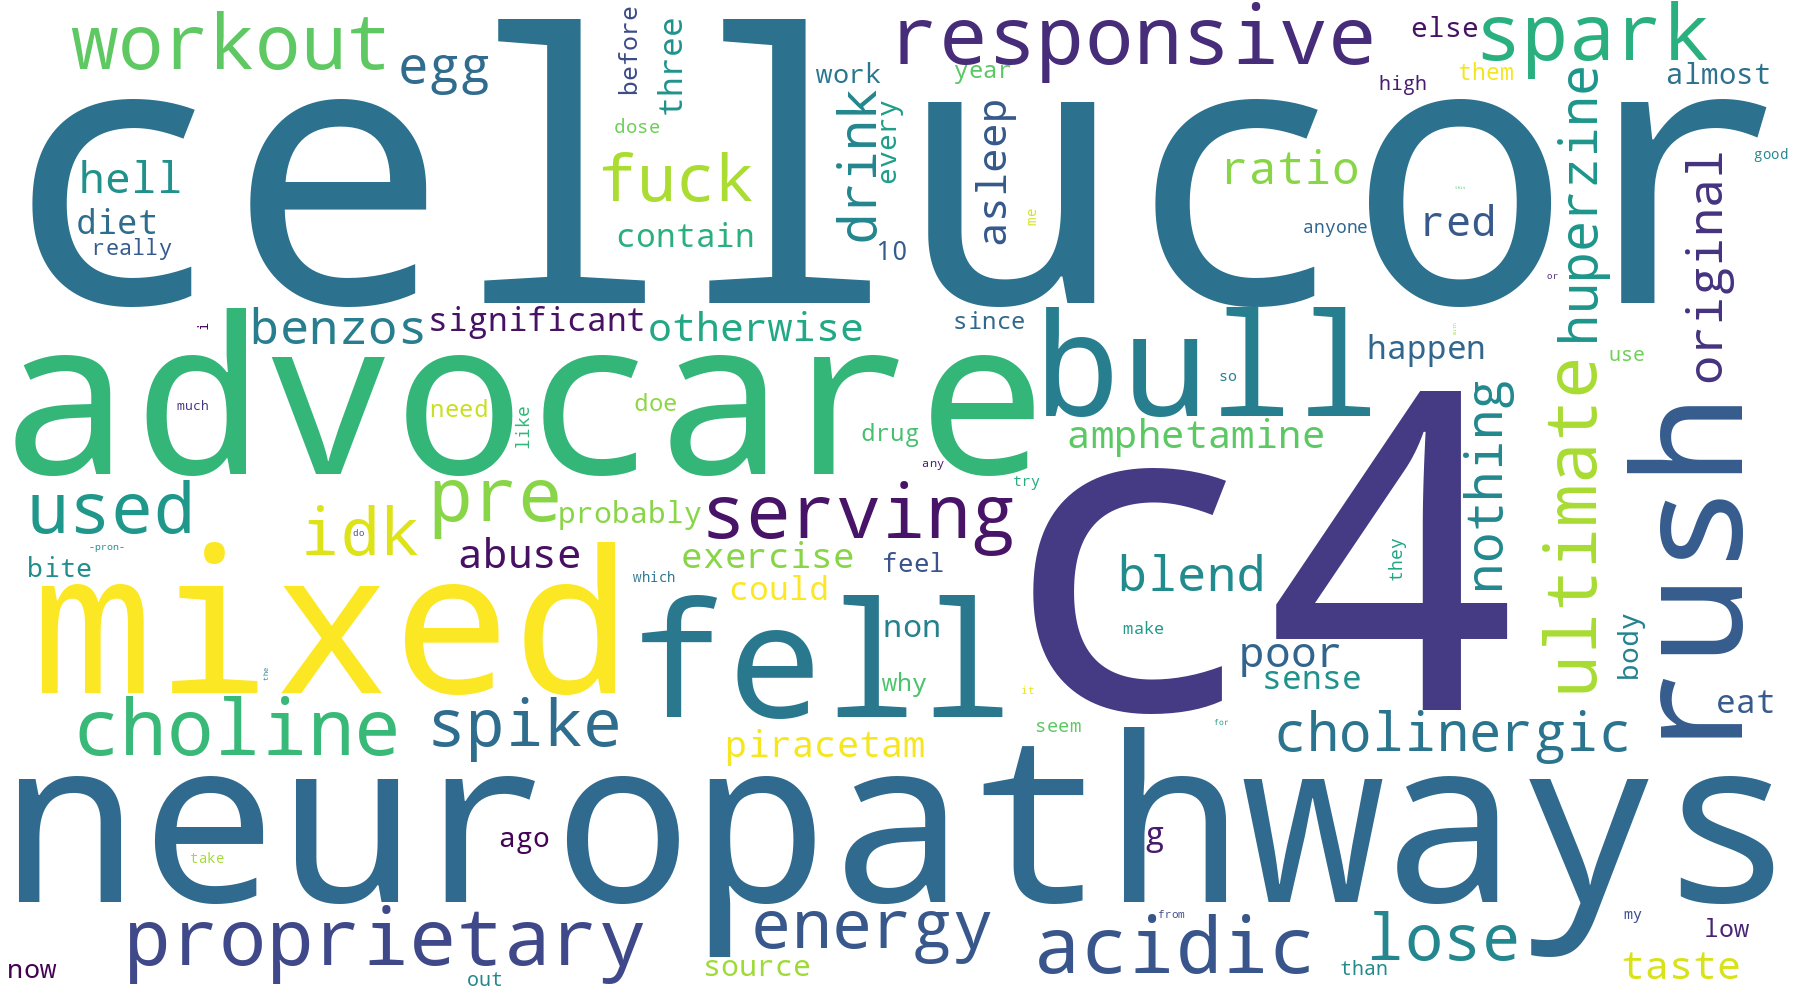 workout
egg
before
three
work
responsive
year
else
spark
high
them
almost
cellucor
dose
hell
diet
really
fuck
contain
drink
every
10
asleep
me
ratio
anyone
red
or
huperzine
original
good
i
benzos
significant
otherwise
since
bull
happen
use
so
advocare
much
need
like
doe
drug
any
amphetamine
try
nothing
ultimate
rush
used
idk
do
pre
probably
serving
c4
-pron-
bite
abuse
exercise
feel
which
could
blend
they
mixed
fell
non
make
poor
sense
body
the
why
it
eat
choline
spike
seem
for
piracetam
cholinergic
neuropathways
ago
g
take
proprietary
energy
from
acidic
lose
my
low
now
out
source
than
taste